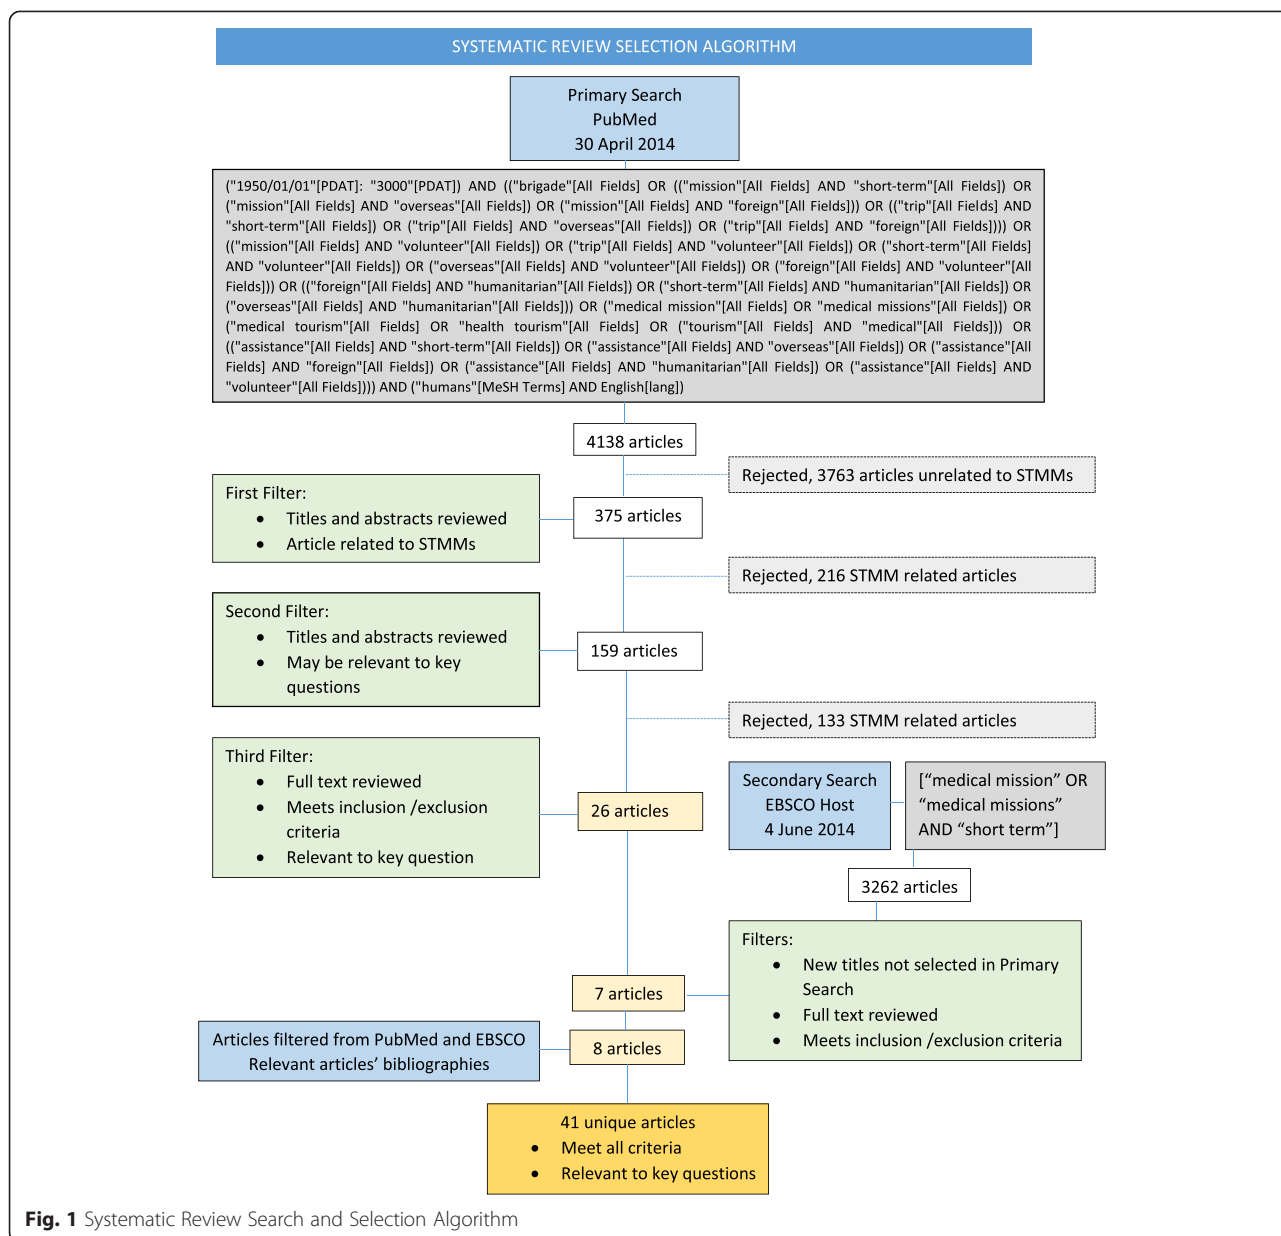 SYSTEMATIC REVIEW SELECTION ALGORITHM
Primary Search
PubMed
30 April 2014
("1950/01/01"[PDAT]: "3000"[PDAT]) AND (("brigade"[All Fields] OR (("mission"[All Fields] AND "short-term"[All Fields]) OR
("mission"[All Fields] AND "overseas"[All Fields]) OR ("mission"[All Fields] AND "foreign"[All Fields])) OR (("trip"[All Fields] AND
"short-term"[All Fields]) OR ("trip"[All Fields] AND "overseas"[All Fields]) OR ("trip"[All Fields] AND "foreign"[All Fields]))) OR
(("mission"[All Fields] AND "volunteer"[All Fields]) OR ("trip"[All Fields] AND "volunteer"[All Fields]) OR ("short-term"[All Fields]
AND "volunteer"[All Fields]) OR ("overseas"[All Fields] AND "volunteer"[All Fields]) OR ("foreign"[All Fields] AND "volunteer"[All
Fields])) OR (("foreign"[All Fields] AND "humanitarian"[All Fields]) OR ("short-term"[All Fields] AND "humanitarian"[All Fields]) OR
("overseas"[All Fields] AND "humanitarian"[All Fields])) OR ("medical mission"[All Fields] OR "medical missions"[All Fields]) OR
("medical tourism"[All Fields] OR "health tourism"[All Fields] OR ("tourism"[All Fields] AND "medical"[All Fields])) OR
(("assistance"[All Fields] AND "short-term"[All Fields]) OR ("assistance"[All Fields] AND "overseas"[All Fields]) OR ("assistance"[All
Fields] AND "foreign"[All Fields]) OR ("assistance"[All Fields] AND "humanitarian"[All Fields]) OR ("assistance"[All Fields] AND
"volunteer"[All Fields]))) AND ("humans"[MeSH Terms] AND English[lang])
4138 articles
Rejected, 3763 articles unrelated to STMMs
First Filter:
• Titles and abstracts reviewed
• Article related to STMMs
375 articles
Rejected, 216 STMM related articles
Second Filter:
• Titles and abstracts reviewed
• May be relevant to key
questions
159 articles
Rejected, 133 STMM related articles
Third Filter:
• Full text reviewed
• Meets inclusion /exclusion
criteria
• Relevant to key question
26 articles
Secondary Search
EBSCO Host
4 June 2014
[“medical mission” OR
“medical missions”
AND “short term”]
3262 articles
Filters:
• New titles not selected in Primary
Search
• Full text reviewed
• Meets inclusion /exclusion criteria
7 articles
Articles filtered from PubMed and EBSCO
Relevant articles’ bibliographies
8 articles
41 unique articles
• Meet all criteria
• Relevant to key questions
Fig. 1 Systematic Review Search and Selection Algorithm